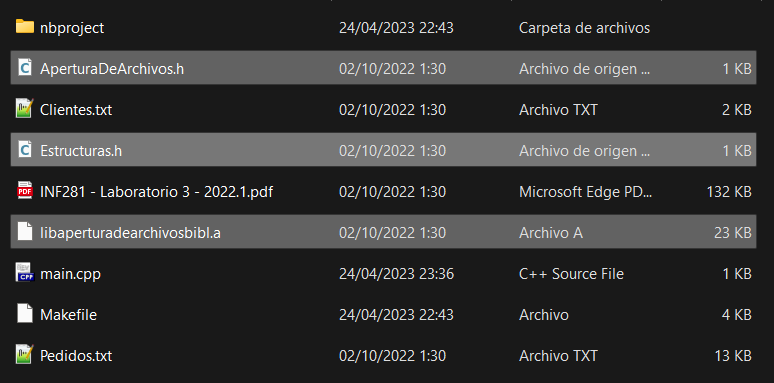 nbproject 24/04/2023 22:43 Carpeta de archivos
AperturaDeArchivos.h 02/10/2022 1:30 Archivo de origen ... 1 KB
Clientes.txt 02/10/2022 1:30 Archivo TXT 2 KB
Estructuras.h 02/10/2022 1:30 Archivo de origen ... 1 KB
INF281 - Laboratorio 3 - 2022.1.pdf 02/10/2022 1:30 Microsoft Edge PD... 132 KB
libaperturadearchivosbibl.a 02/10/2022 1:30 Archivo A 23 KB
main.cpp 24/04/2023 23:36 C++ Source File 1 KB
Makefile 24/04/2023 22:43 Archivo 4 KB
Pedidos.txt 02/10/2022 1:30 Archivo TXT 13 KB